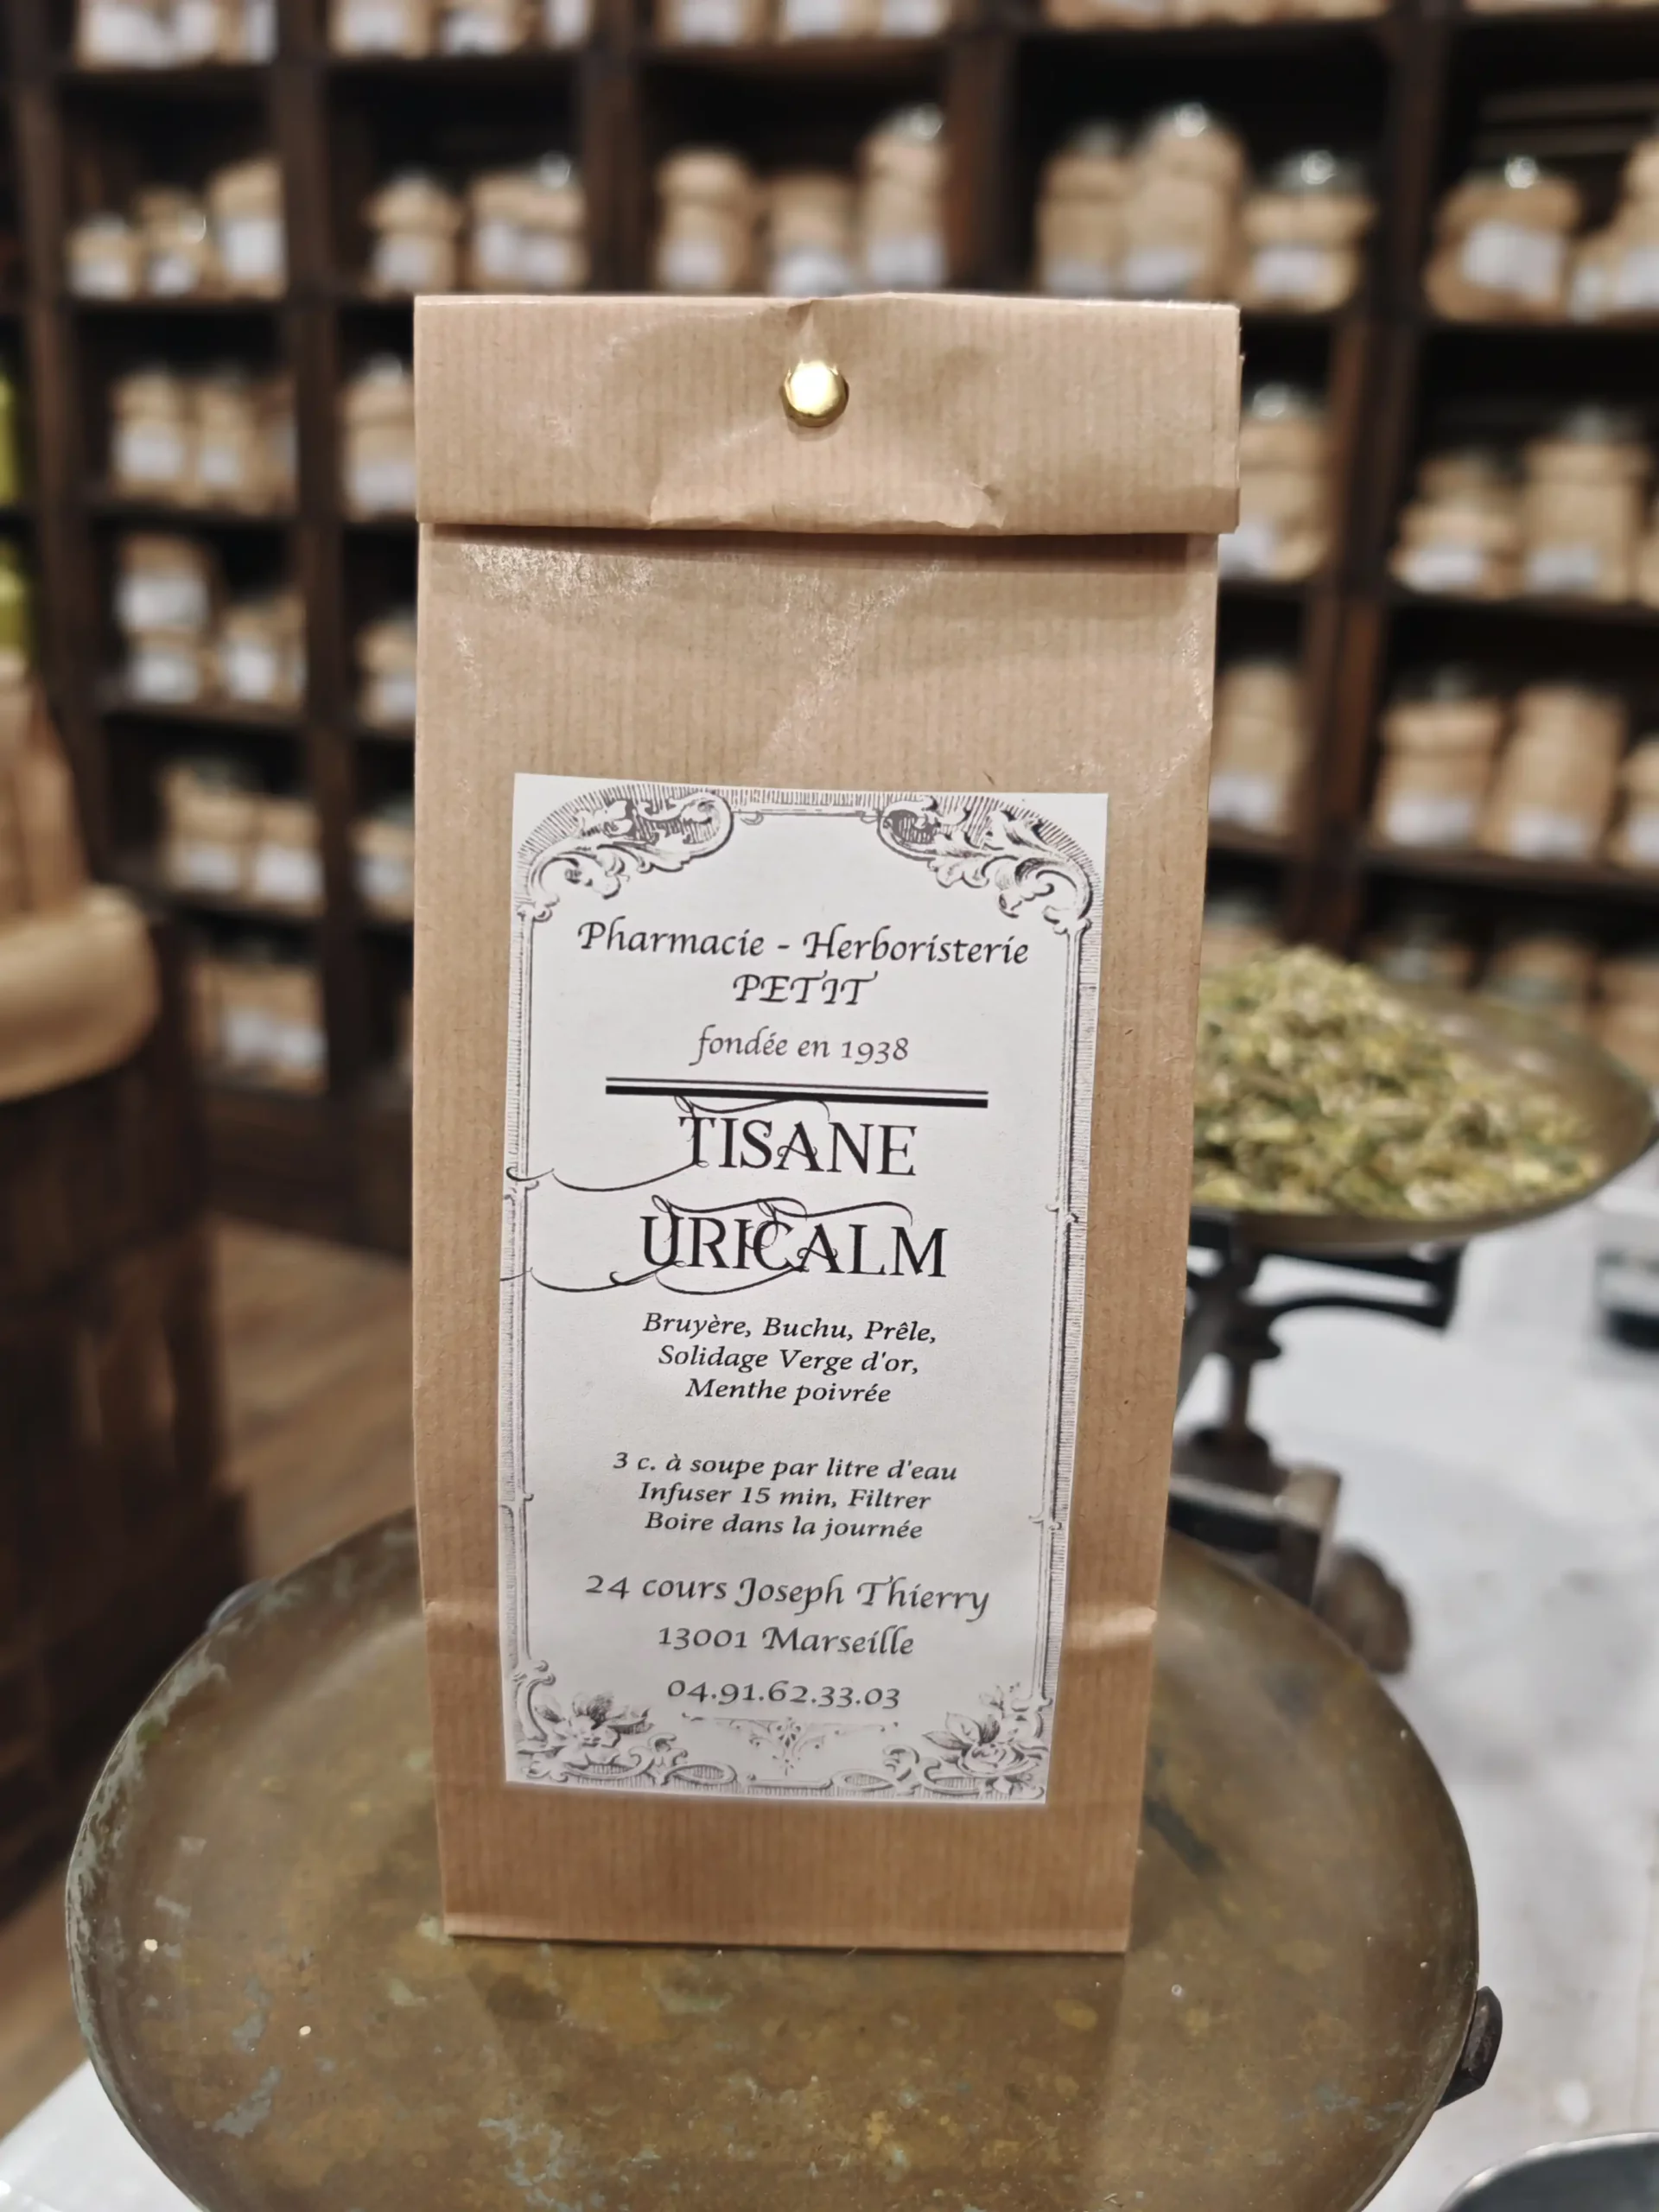 Pharmacie - Herboristerie
PETIT
fondée en 1938
TISANE
URICALM
Bruyère, Buchu, Prêle,
Solidage Verge d'or,
Menthe poivrée
3 c. à soupe par litre d'eau
Infuser 15 min, Filtrer
Boire dans la journée
24 cours Joseph Thierry
13001 Marseille
04.91.62.33.03